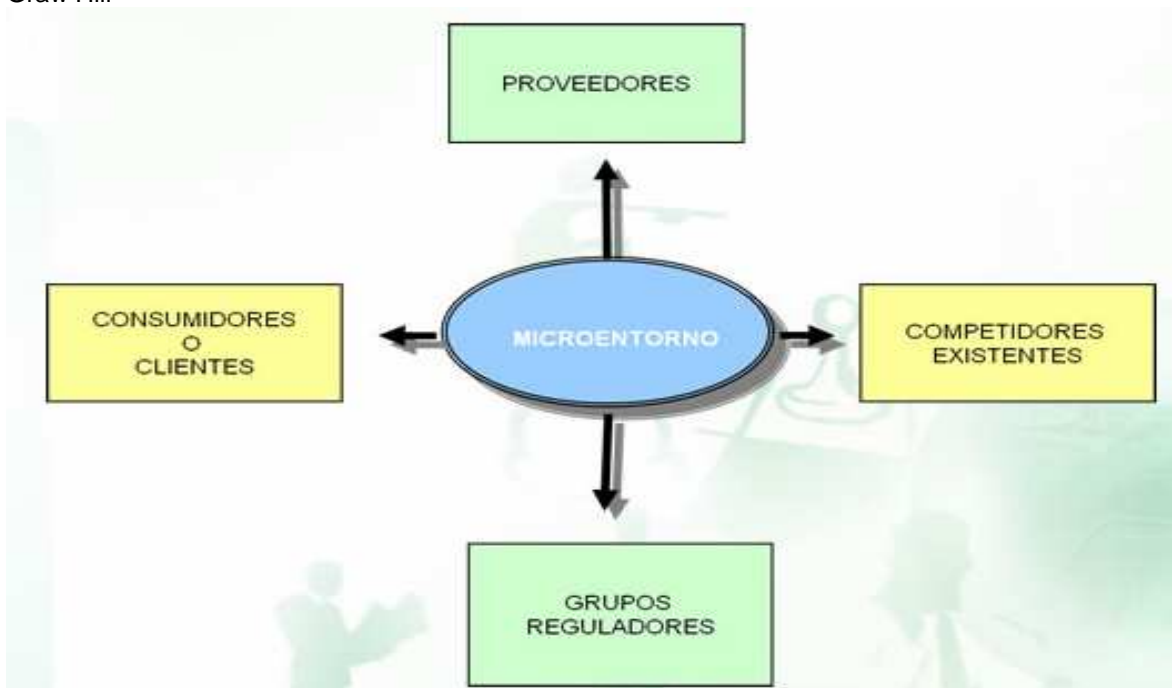 PROVEEDORES
CONSUMIDORES
O
CLIENTES
MICROENTORNO
COMPETIDORES
EXISTENTES
GRUPOS
REGULADORES